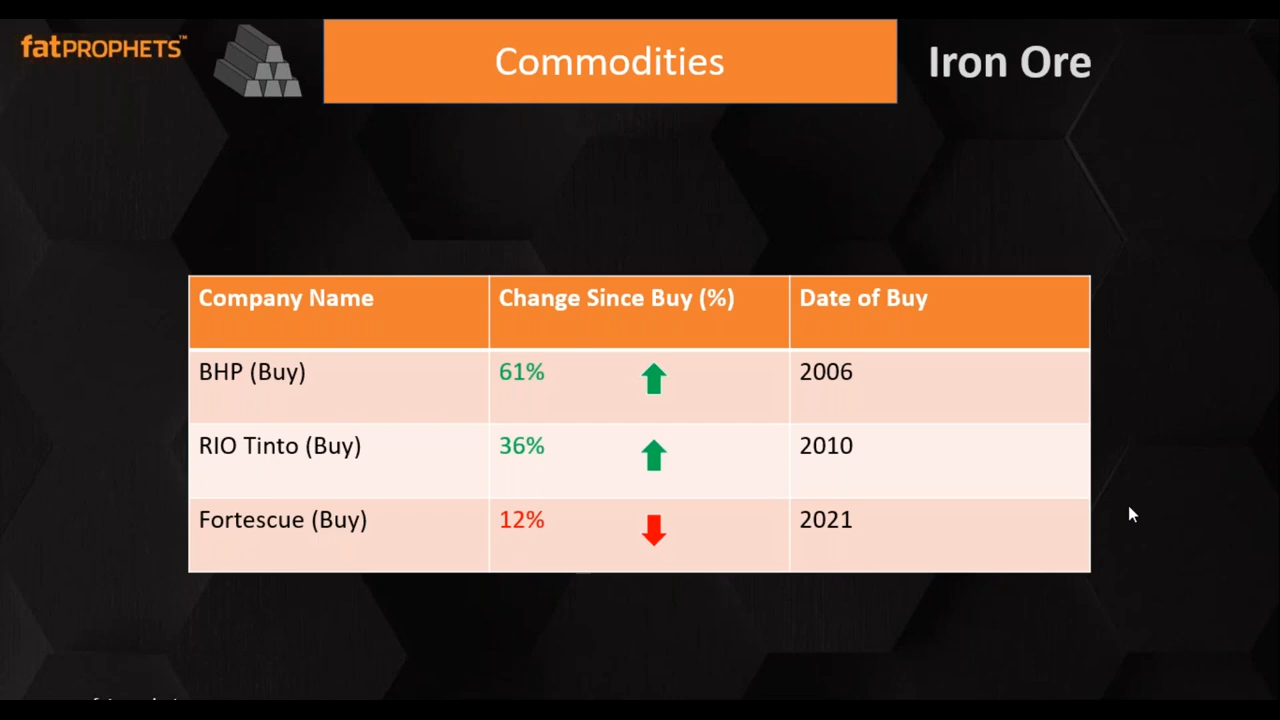 fatPROPHETS™
Commodities
Iron Ore
Company Name
Change Since Buy (%)
Date of Buy
BHP (Buy)
61%
2006
RIO Tinto (Buy)
36%
2010
Fortescue (Buy)
12%
2021